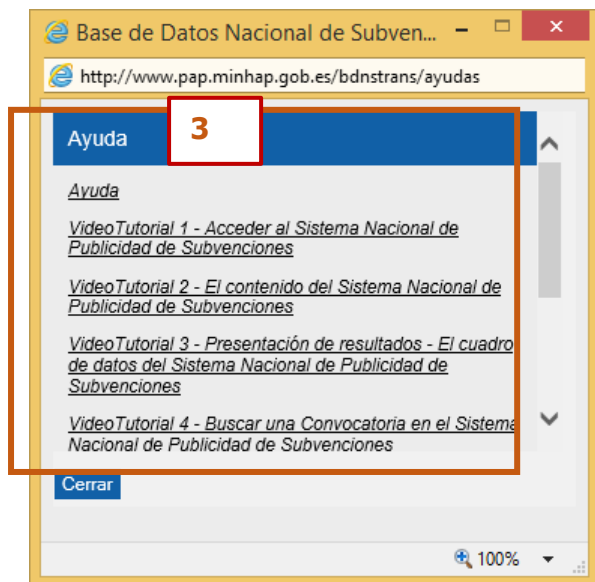 Base de Datos Nacional de Subven...
http://www.pap.minhap.gob.es/bdnstrans/ayudas
Ayuda
3
Ayuda
VideoTutorial 1 - Acceder al Sistema Nacional de
Publicidad de Subvenciones
VideoTutorial 2 - El contenido del Sistema Nacional de
Publicidad de Subvenciones
VideoTutorial 3 - Presentación de resultados - El cuadro
de datos del Sistema Nacional de Publicidad de
Subvenciones
VideoTutorial 4 - Buscar una Convocatoria en el Sistema
Nacional de Publicidad de Subvenciones
Cerrar
100%